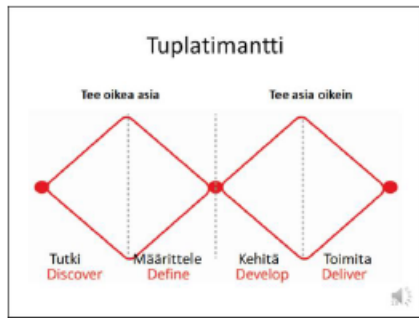 Tuplatimantti
Tee oikea asia
Tee asia oikein
Tutki
Discover
Määrittele
Define
Kehitä
Develop
Toimita
Deliver